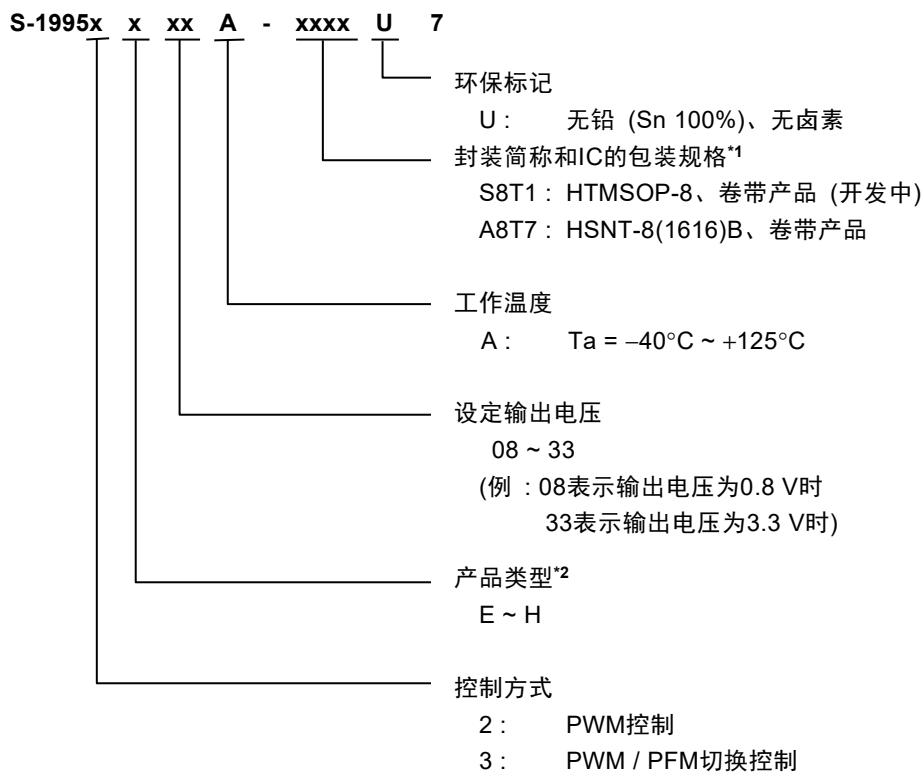 S-1995x x xx A - xxxx U 7
环保标记
U : 无铅 (Sn 100%)、无卤素
封装简称和IC的包装规格*1
S8T1 : HTMSOP-8、卷带产品 (开发中)
A8T7 : HSNT-8(1616)B、卷带产品
工作温度
A : Ta = −40°C ~ +125°C
设定输出电压
08 ~ 33
(例 : 08表示输出电压为0.8 V时
33表示输出电压为3.3 V时)
产品类型*2
E ~ H
控制方式
2 : PWM控制
3 : PWM / PFM切换控制